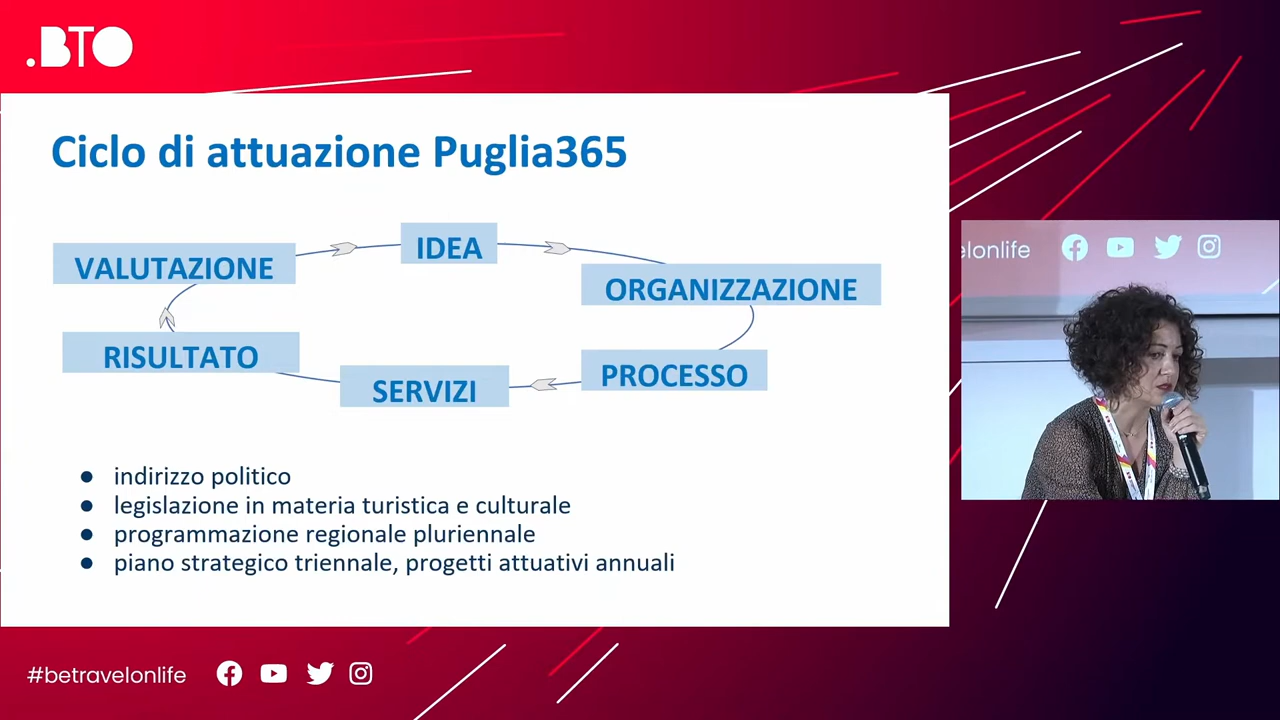 .BTO
Ciclo di attuazione Puglia365
IDEA
VALUTAZIONE
ORGANIZZAZIONE
RISULTATO
PROCESSO
SERVIZI
● indirizzo politico
● legislazione in materia turistica e culturale
● programmazione regionale pluriennale
● piano strategico triennale, progetti attuativi annuali
elonlife
#betravelonlife